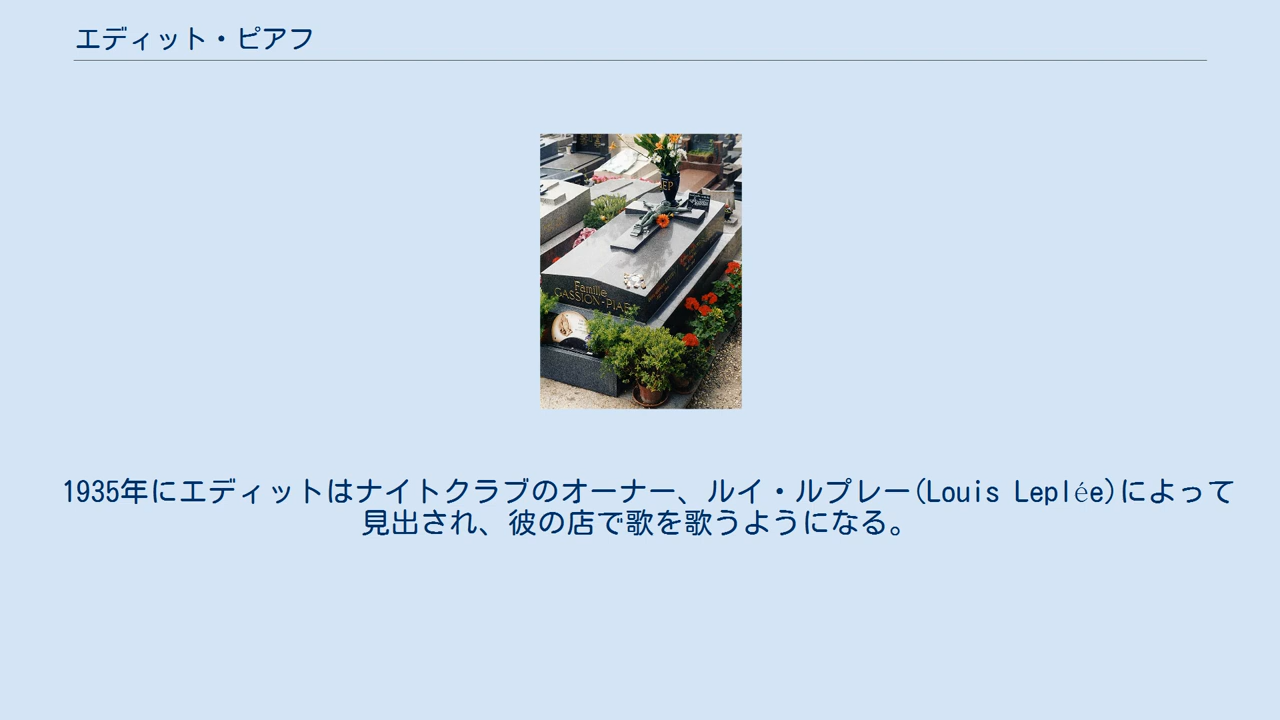 エディット・ピアフ
EP
Famille
GASSION-PIAF
1935年にエディットはナイトクラブのオーナー、ルイ・ルプレー(Louis Leplée)によって
見出され、彼の店で歌を歌うようになる。